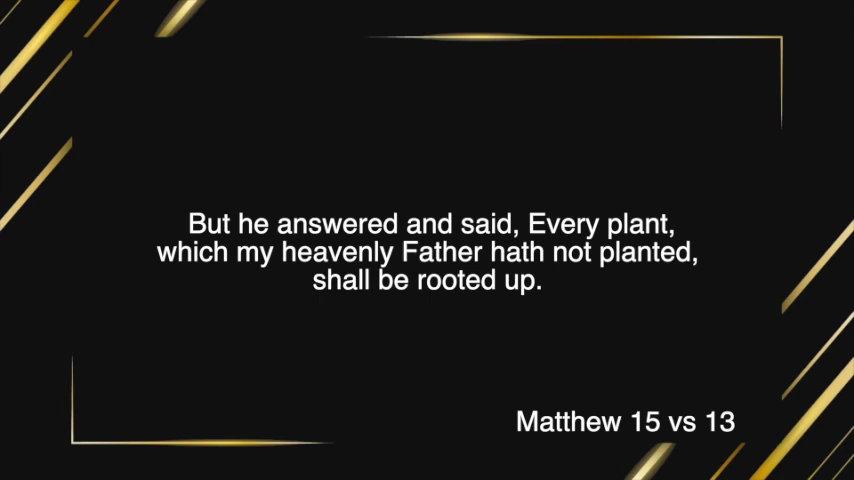 But he answered and said, Every plant,
which my heavenly Father hath not planted,
shall be rooted up.
Matthew 15 vs 13